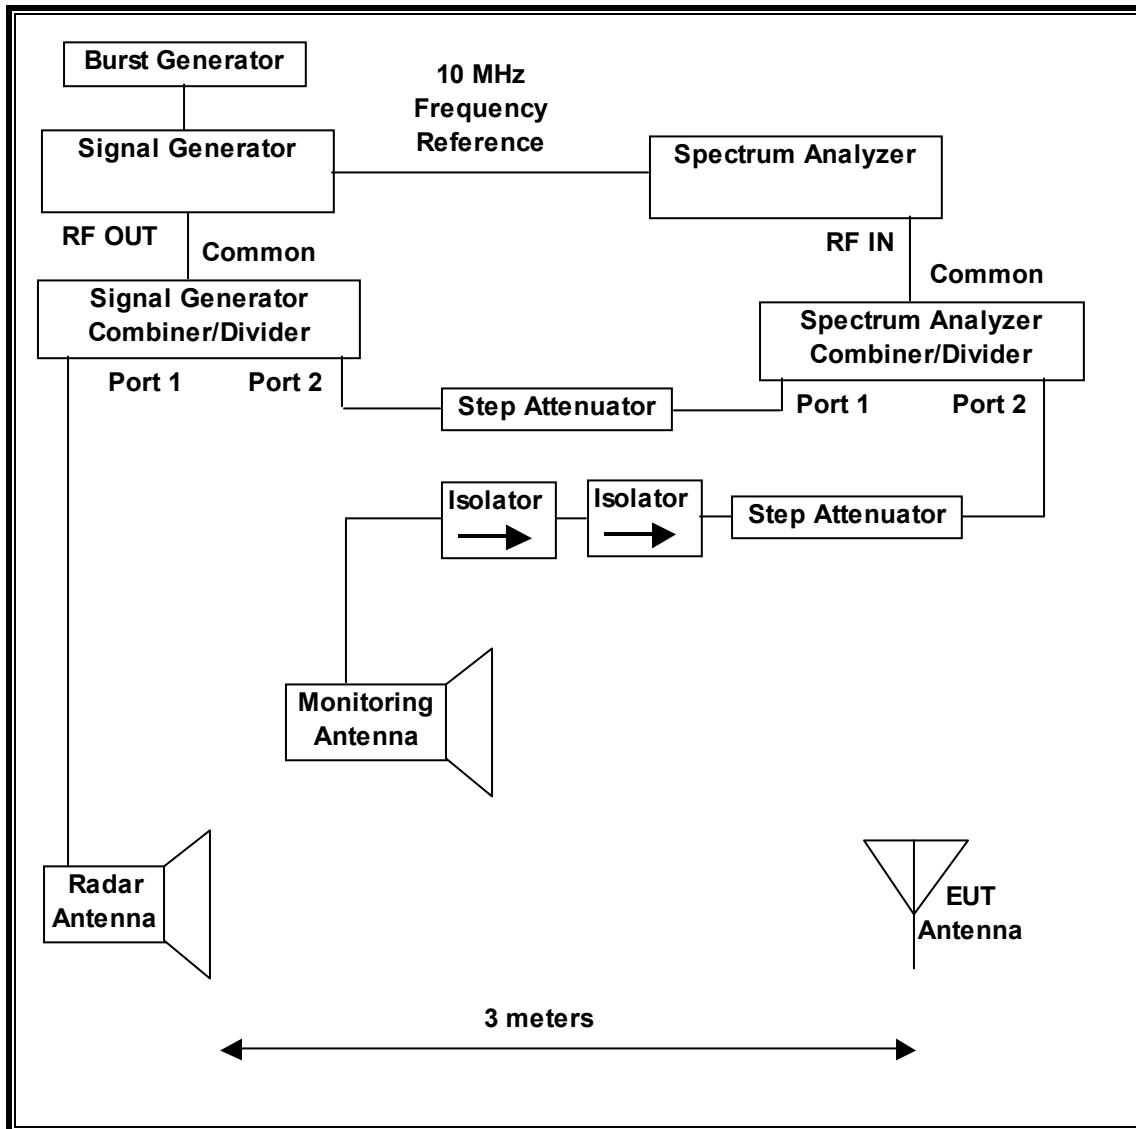 Burst Generator
10 MHz
Frequency
Reference
Signal Generator
Spectrum Analyzer
RF OUT
Common
RF IN
Common
Signal Generator
Combiner/Divider
Spectrum Analyzer
Combiner/Divider
Port 1
Port 2
Step Attenuator
Port 1
Port 2
Isolator
Isolator
Step Attenuator
Monitoring
Antenna
Radar
Antenna
EUT
Antenna
3 meters